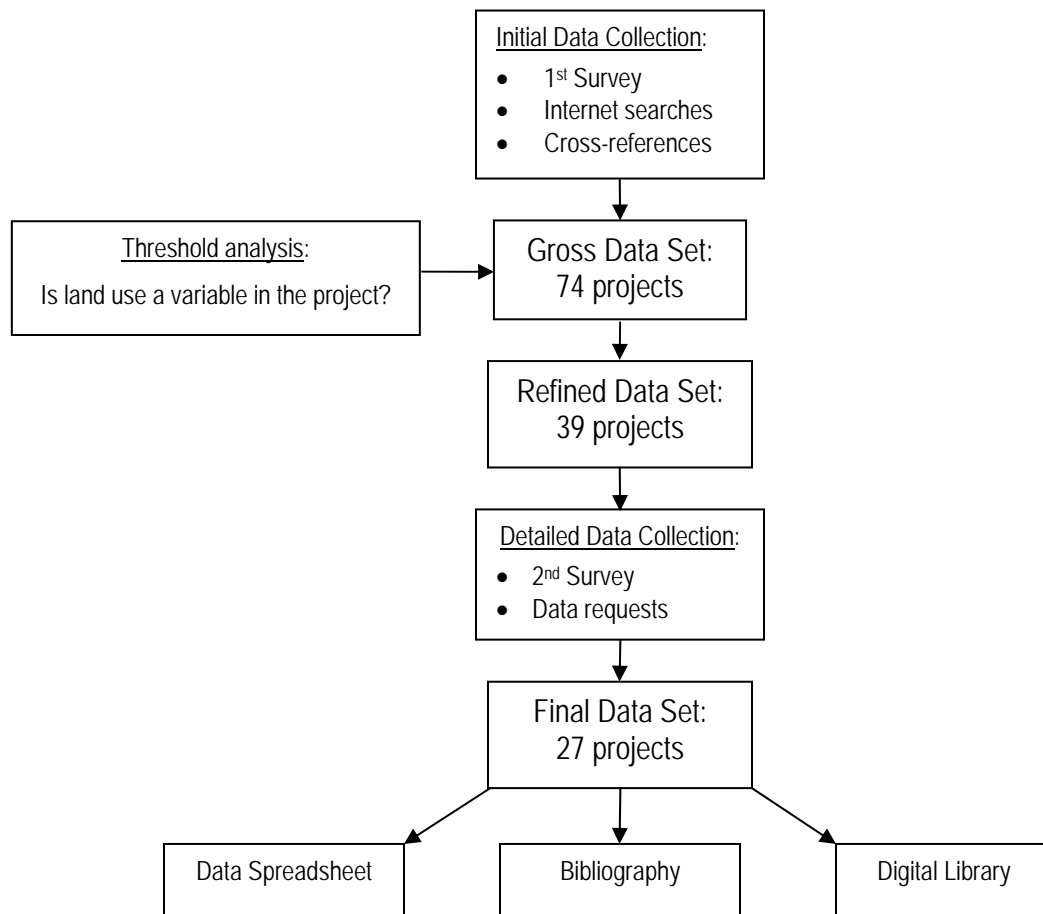 Initial Data Collection:
• 1st Survey
• Internet searches
• Cross-references
Threshold analysis:
Is land use a variable in the project?
Gross Data Set:
74 projects
Refined Data Set:
39 projects
Detailed Data Collection:
• 2nd Survey
• Data requests
Final Data Set:
27 projects
Data Spreadsheet
Bibliography
Digital Library